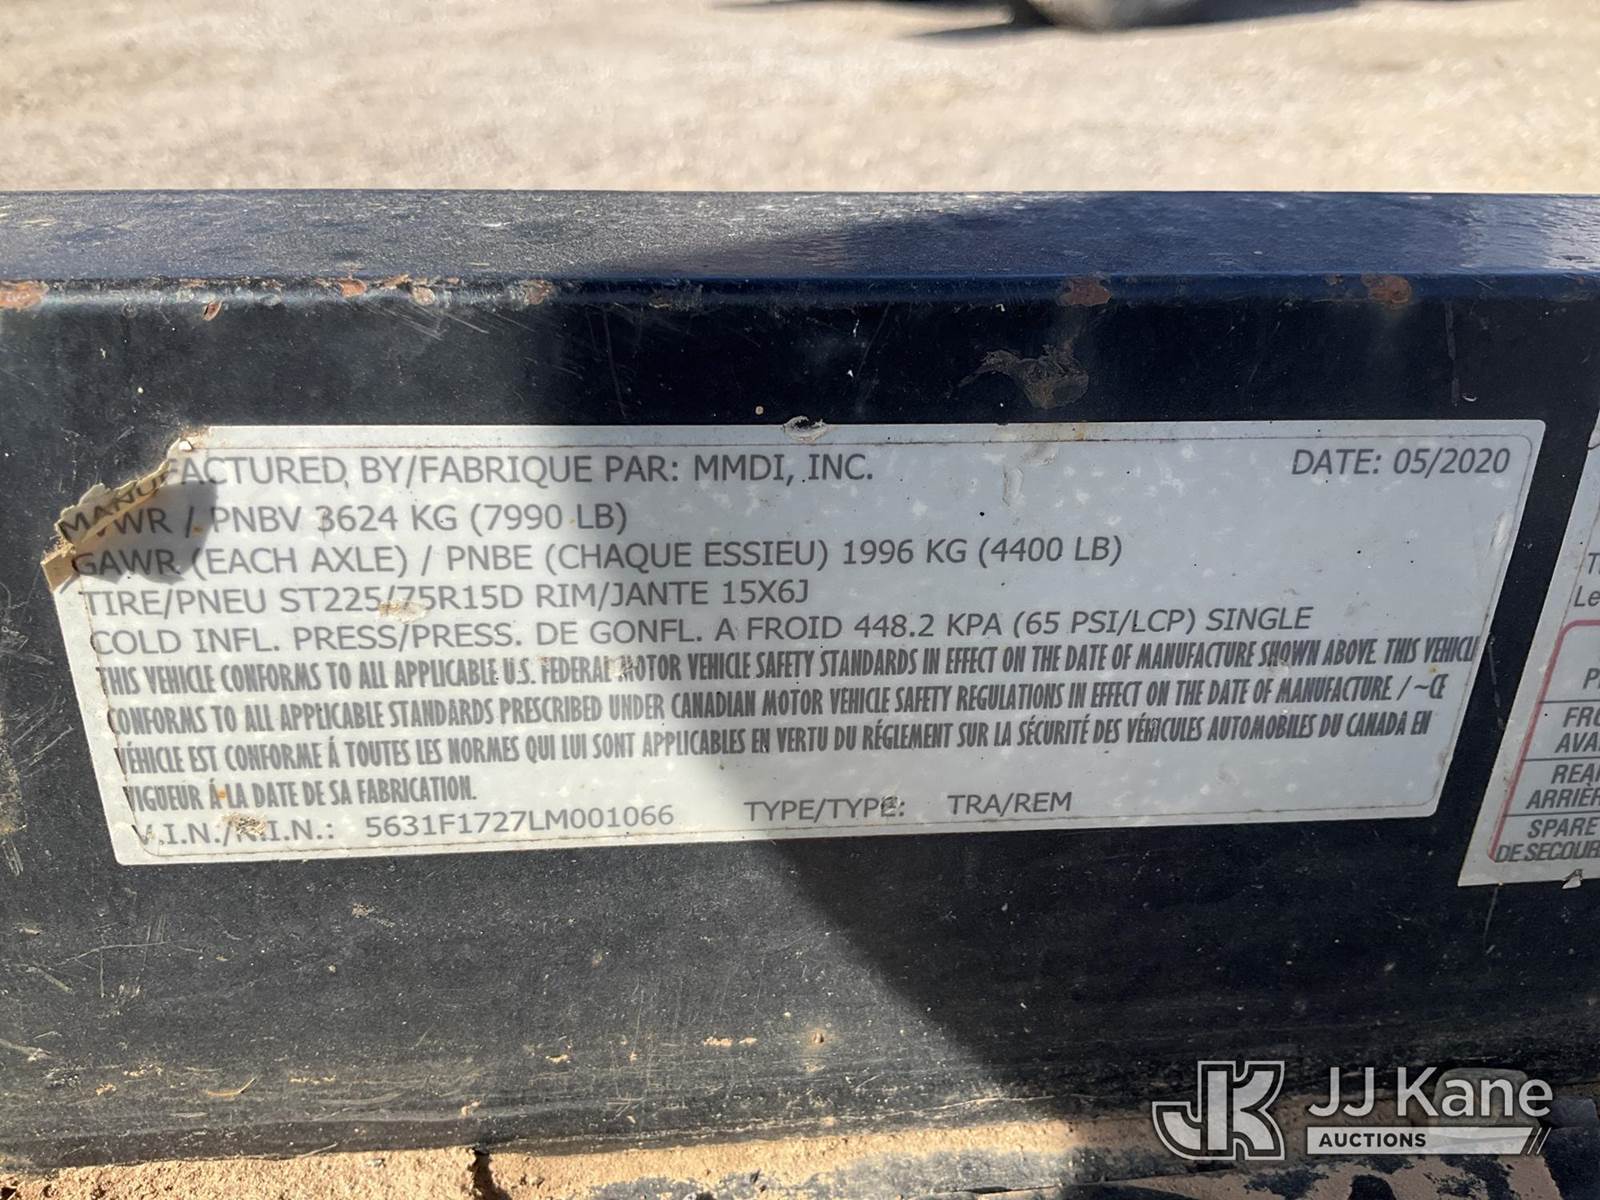 MANUFACTURED BY/FABRIQUE PAR: MMDI, INC. DATE: 05/2020
/ PNBV 3624 KG (7990 LB)
GAWR (EACH AXLE) / PNBE (CHAQUE ESSIEU) 1996 KG (4400 LB)
TIRE/PNEU ST225/75R15D RIM/JANTE 15X6J
COLD INFL. PRESS/PRESS. DE GONFL. A FROID 448.2 KPA (65 PSI/LCP) SINGLE
THIS VEHICLE CONFORMS TO ALL APPLICABLE U.S. FEDERAL MOTOR VEHICLE SAFETY STANDARDS IN EFFECT ON THE DATE OF MANUFACTURE SHOWN ABOVE. THIS VEHICLE
CONFORMS TO ALL APPLICABLE STANDARDS PRESCRIBED UNDER CANADIAN MOTOR VEHICLE SAFETY REGULATIONS IN EFFECT ON THE DATE OF MANUFACTURE / ~CE
VÉHICLE EST CONFORME Á TOUTES LES NORMES QUI LUI SONT APPLICABLES EN VERTU DU RÉGLEMENT SUR LA SÉCURITÉ DES VÉHICULES AUTOMOBILES DU CANADA EN
VIGUEUR Á LA DATE DE SA FABRICATION.
V.I.N./N.I.N.: 5631F1727LM001066 TYPE/TYPE: TRA/REM
FRO
AVA
REAR
ARRIÈR
SPARE
DE SECOUR
JK JJ Kane
AUCTIONS